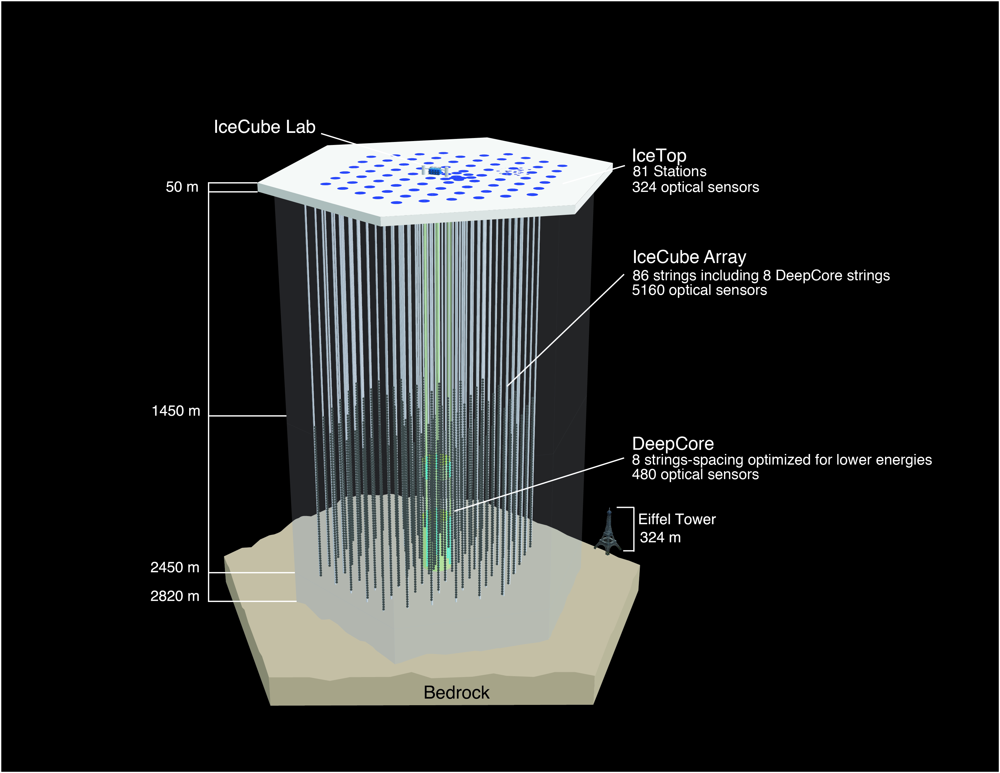 IceCube Lab
IceTop
81 Stations
324 optical sensors
50 m
IceCube Array
86 strings including 8 DeepCore strings
5160 optical sensors
1450 m
DeepCore
8 strings-spacing optimized for lower energies
480 optical sensors
Eiffel Tower
324 m
2450 m
2820 m
Bedrock